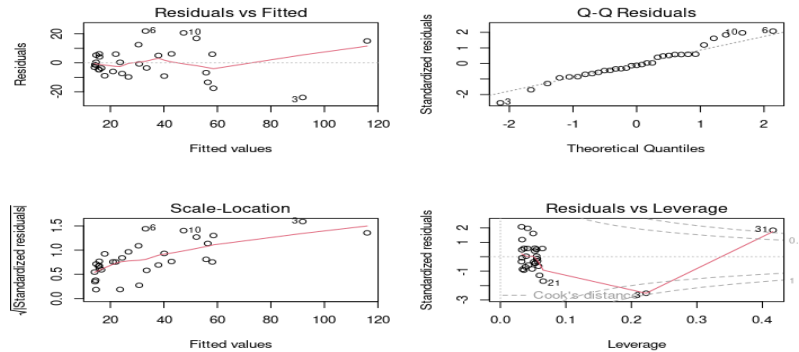 Residuals vs Fitted
Residuals
-20
0
20
6
10
3
20 40 60 80 100 120
Fitted values
Q-Q Residuals
Standardized residuals
-2
0
2
3
10
6
-2 -1 0 1 2
Theoretical Quantiles
Scale-Location
√|Standardized residuals|
0.0
0.5
1.0
1.5
6
10
3
20 40 60 80 100 120
Fitted values
Residuals vs Leverage
Standardized residuals
-3
-1
1
2
21
3
31
Cook's distance
0.
1
0.0 0.1 0.2 0.3 0.4
Leverage